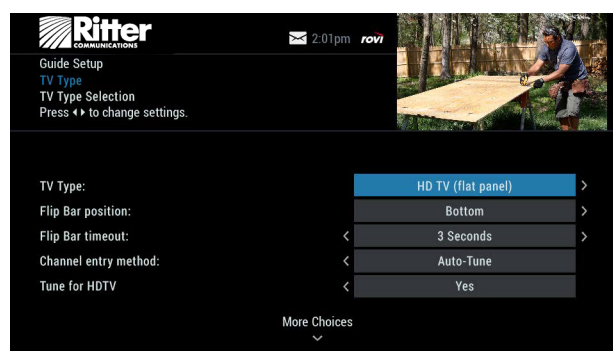 Ritter
COMMUNICATIONS
2:01pm rovi
Guide Setup
TV Type
TV Type Selection
Press ◂▸ to change settings.
TV Type: HD TV (flat panel)
Flip Bar position: Bottom
Flip Bar timeout: 3 Seconds
Channel entry method: Auto-Tune
Tune for HDTV Yes
More Choices